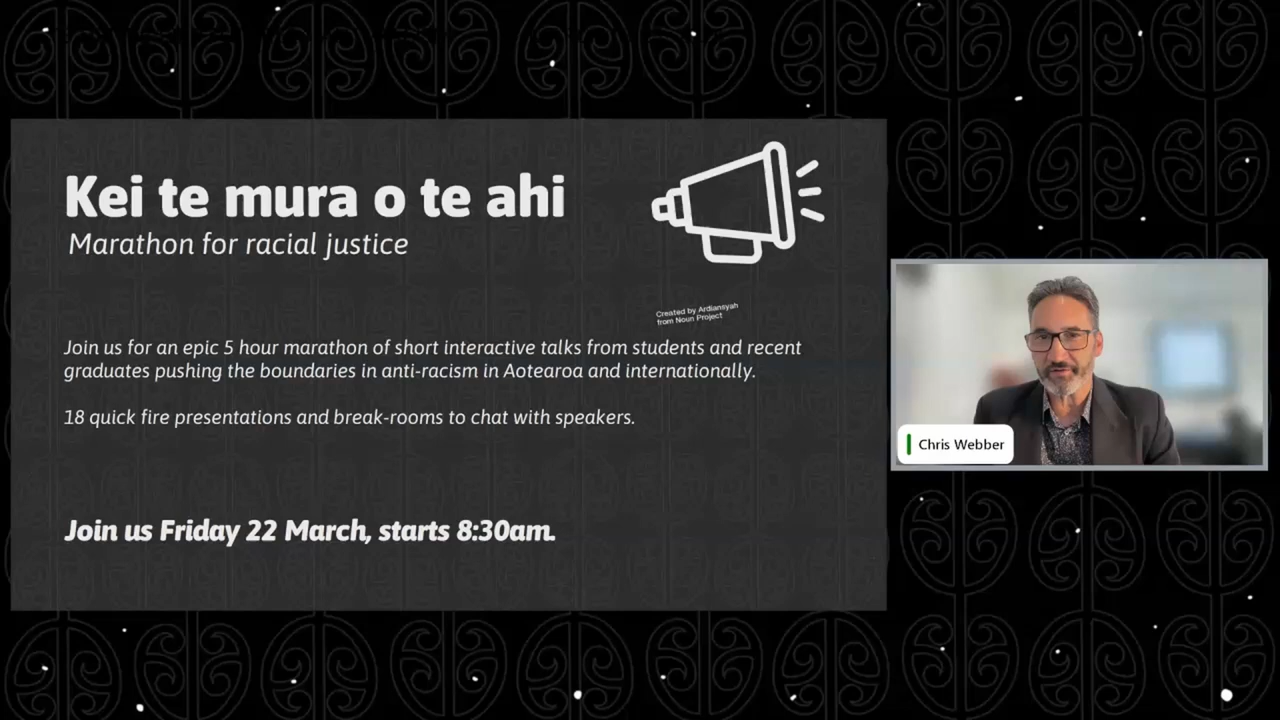 Kei te mura o te ahi
Marathon for racial justice
Created by Ardiansyah
from Noun Project
Join us for an epic 5 hour marathon of short interactive talks from students and recent
graduates pushing the boundaries in anti-racism in Aotearoa and internationally.
18 quick fire presentations and break-rooms to chat with speakers.
Join us Friday 22 March, starts 8:30am.
Chris Webber